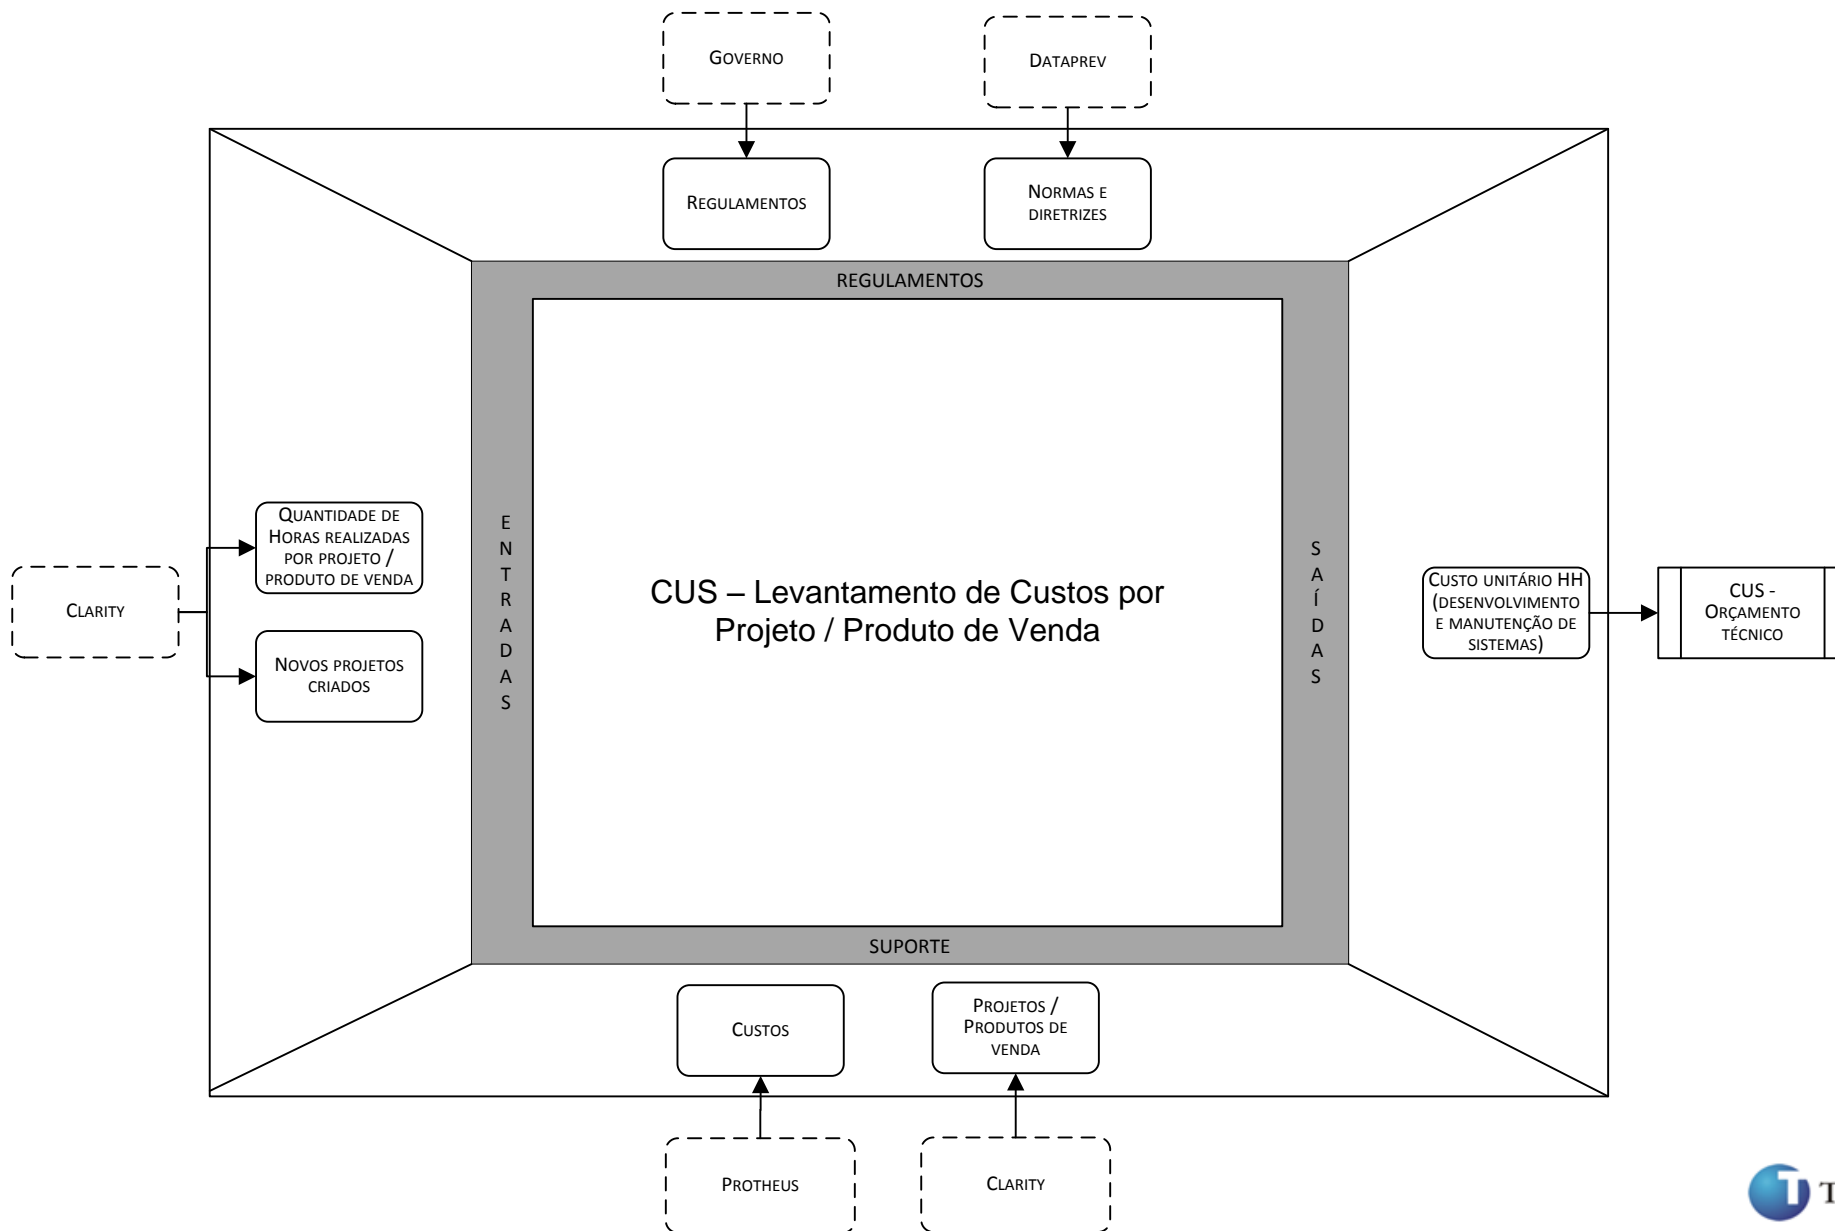 GOVERNO
DATAPREV
REGULAMENTOS
NORMAS E
DIRETRIZES
REGULAMENTOS
ENTRADAS
SAÍDAS
CLARITY
QUANTIDADE DE
HORAS REALIZADAS
POR PROJETO /
PRODUTO DE VENDA
NOVOS PROJETOS
CRIADOS
CUS – Levantamento de Custos por
Projeto / Produto de Venda
CUSTO UNITÁRIO HH
(DESENVOLVIMENTO
E MANUTENÇÃO DE
SISTEMAS)
CUS -
ORÇAMENTO
TÉCNICO
SUPORTE
CUSTOS
PROJETOS /
PRODUTOS DE
VENDA
PROTHEUS
CLARITY
T